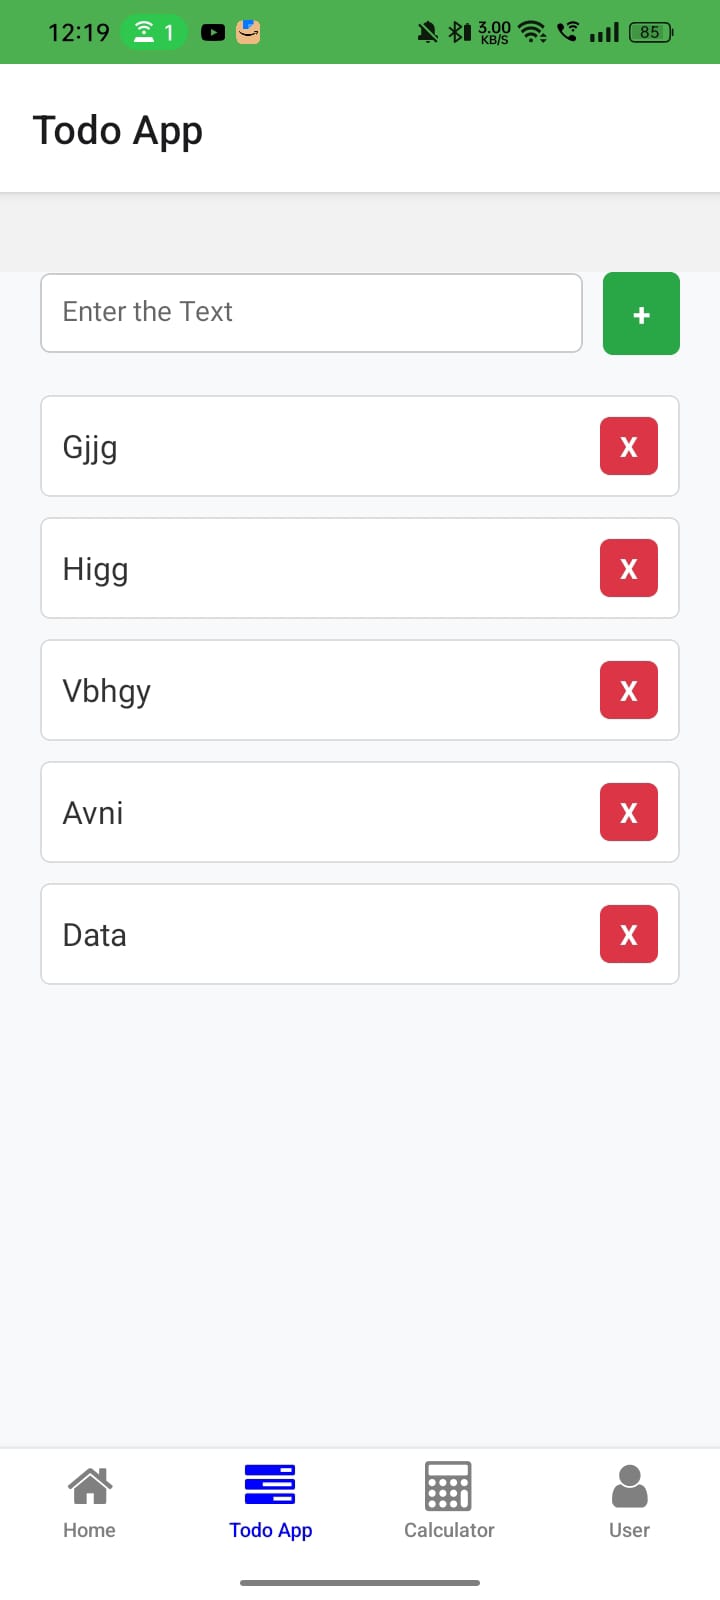 12:19 1 3.00 KB/S 85
Todo App
Enter the Text +
Gjjg X
Higg X
Vbhgy X
Avni X
Data X
Home Todo App Calculator User